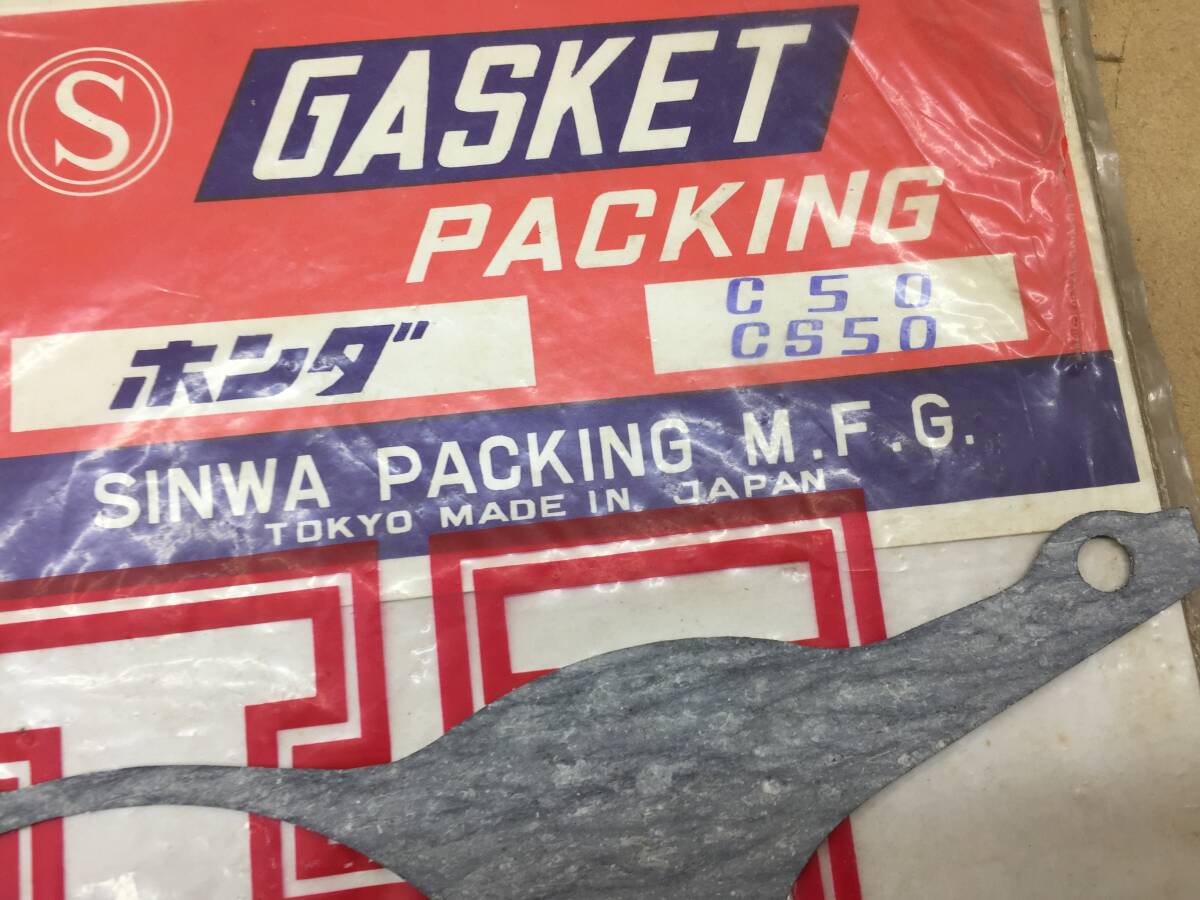 S
GASKET
PACKING
ホンダ
C 50
CS50
SINWA PACKING M.F.G.
TOKYO MADE IN JAPAN